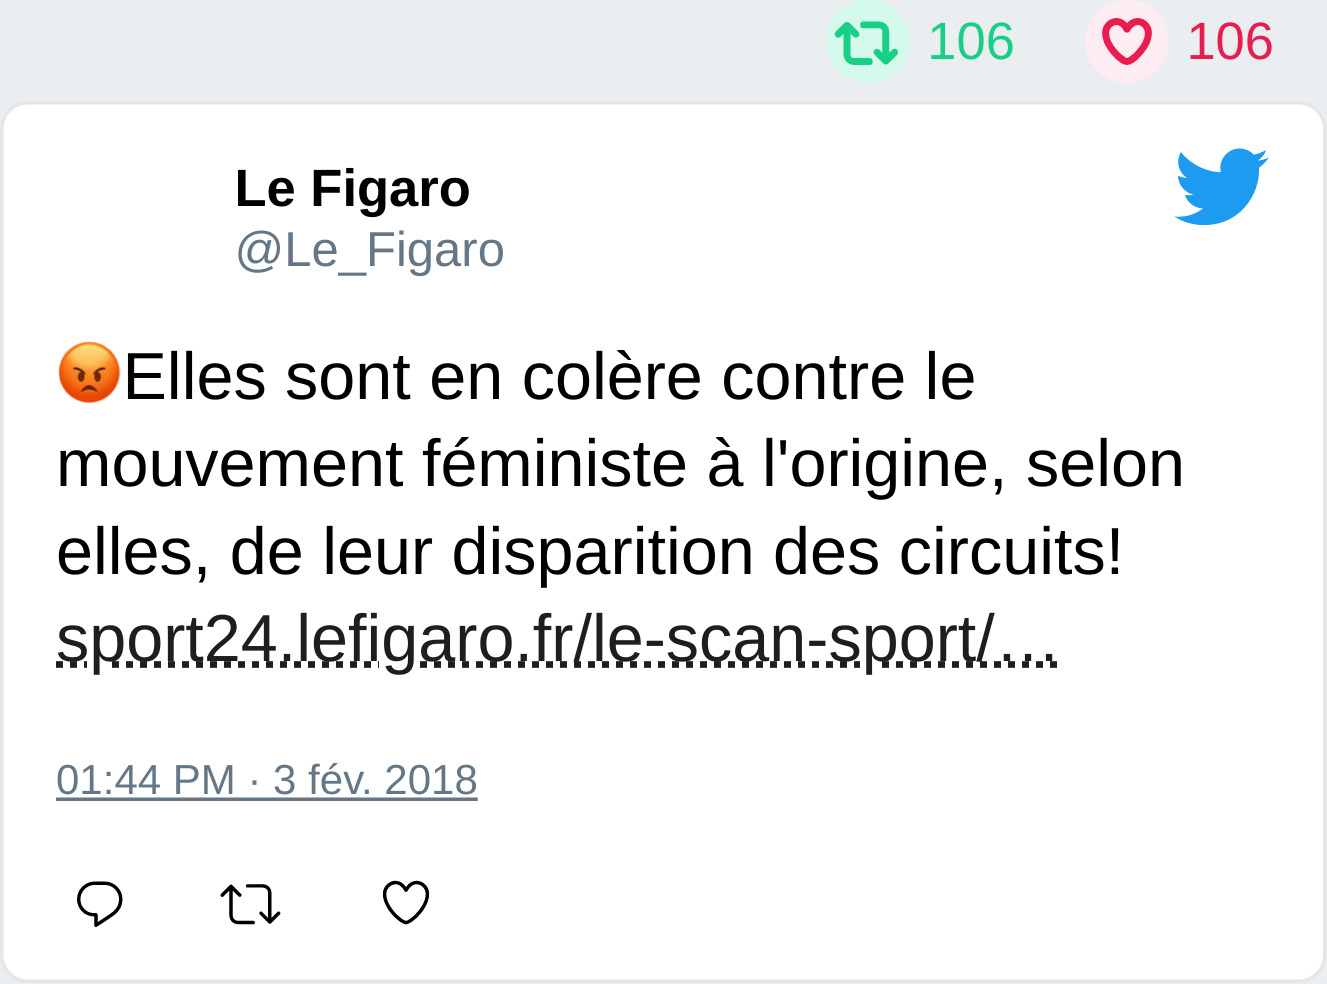 106 106
Le Figaro
@Le_Figaro
😡Elles sont en colère contre le
mouvement féministe à l'origine, selon
elles, de leur disparition des circuits!
sport24.lefigaro.fr/le-scan-sport/…
01:44 PM · 3 fév. 2018